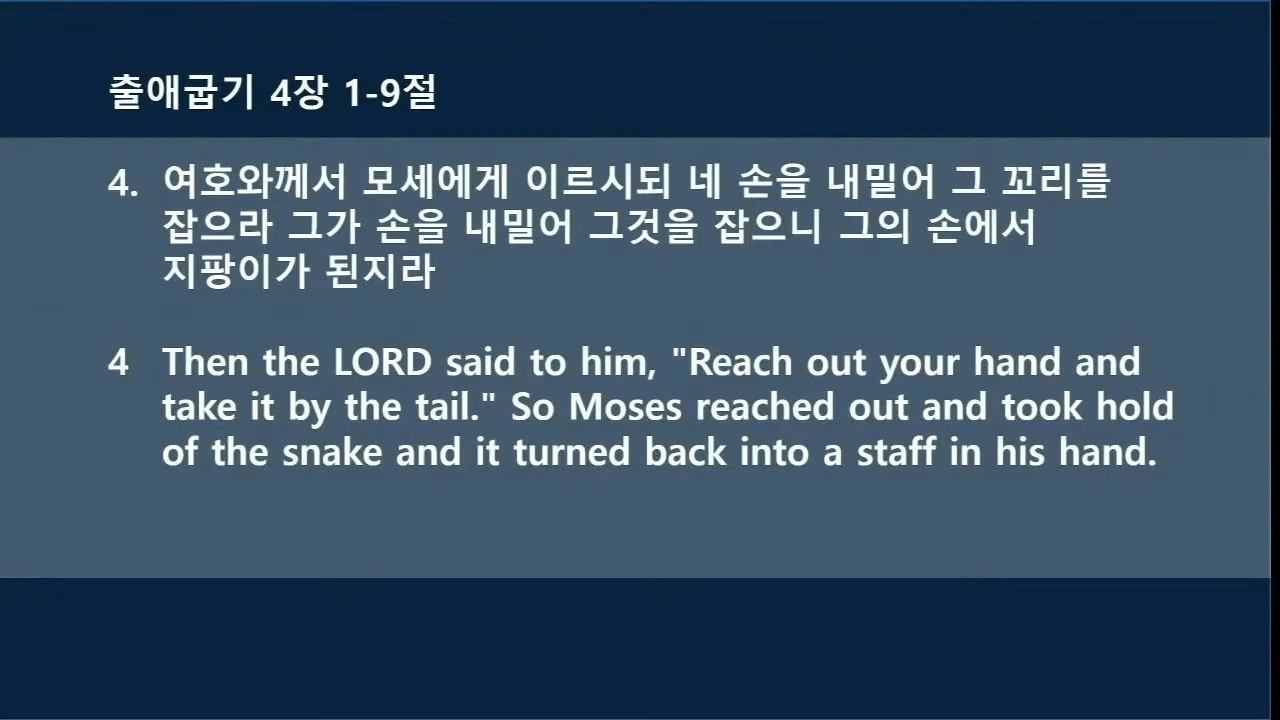 출애굽기 4장 1-9절
4. 여호와께서 모세에게 이르시되 네 손을 내밀어 그 꼬리를
잡으라 그가 손을 내밀어 그것을 잡으니 그의 손에서
지팡이가 된지라
4 Then the LORD said to him, "Reach out your hand and
take it by the tail." So Moses reached out and took hold
of the snake and it turned back into a staff in his hand.